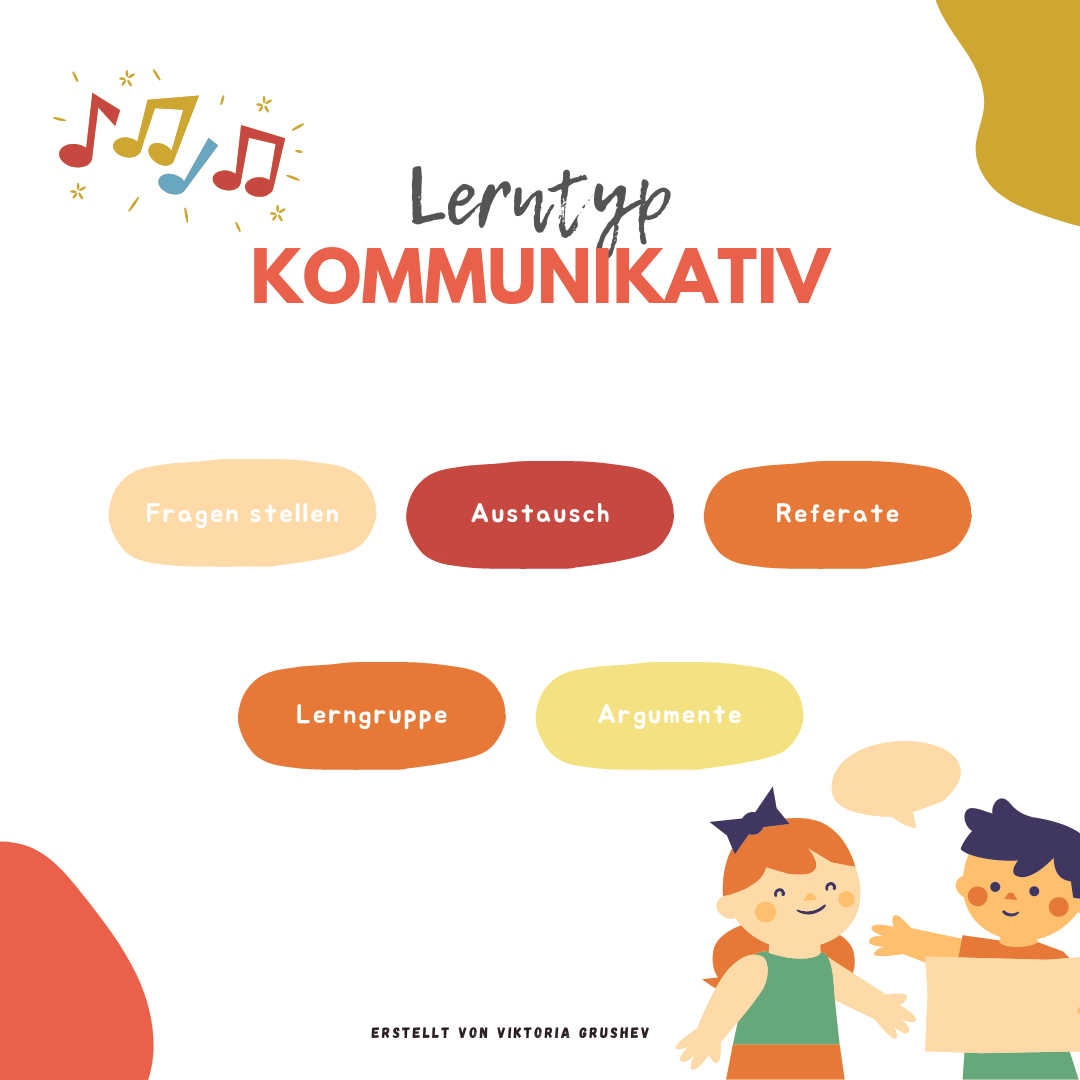 Lerntyp
KOMMUNIKATIV
Fragen stellen
Austausch
Referate
Lerngruppe
Argumente
ERSTELLT VON VIKTORIA GRUSHEV